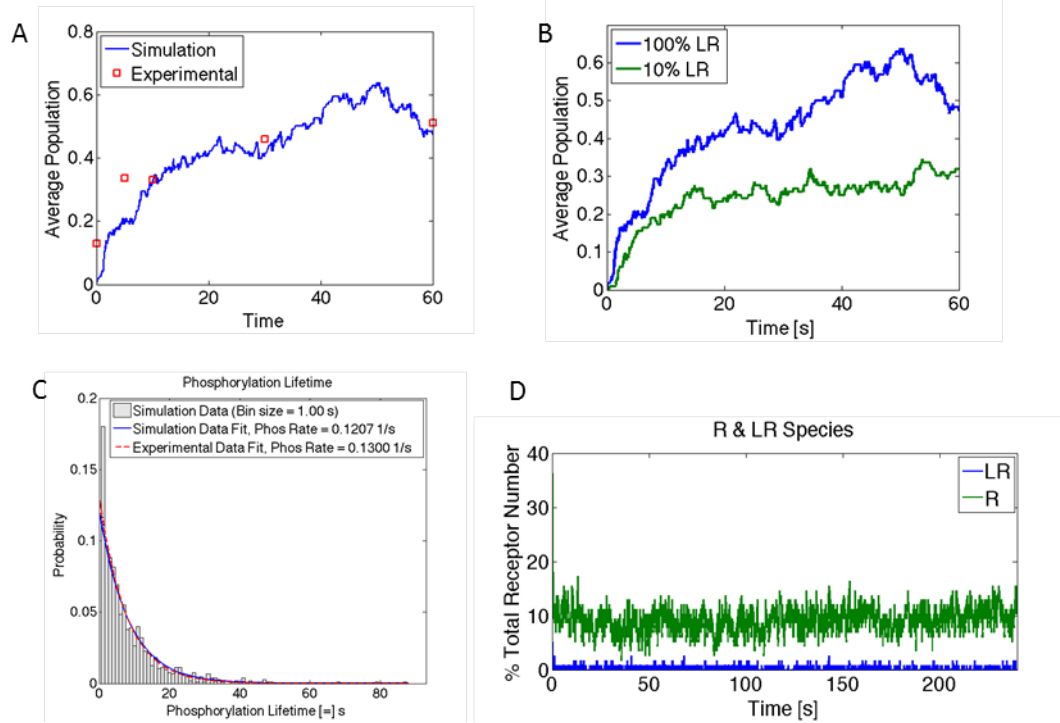 A
Simulation
Experimental
Average Population
0.8
0.6
0.4
0.2
0
0
20
40
60
Time
B
100% LR
10% LR
Average Population
0.6
0.5
0.4
0.3
0.2
0.1
0
0
20
40
60
Time [s]
C
Phosphorylation Lifetime
Simulation Data (Bin size = 1.00 s)
Simulation Data Fit, Phos Rate = 0.1207 1/s
Experimental Data Fit, Phos Rate = 0.1300 1/s
Probability
0.2
0.15
0.1
0.05
0
0
20
40
60
80
Phosphorylation Lifetime [=] s
D
R & LR Species
LR
R
% Total Receptor Number
40
30
20
10
0
0
50
100
150
200
Time [s]